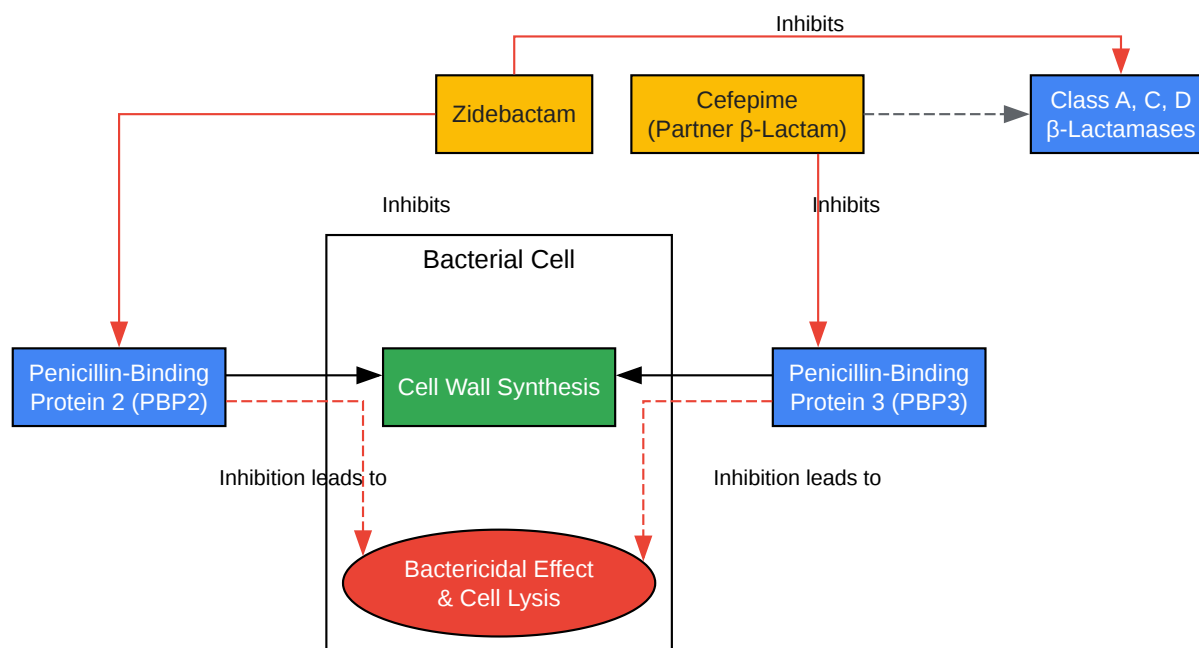 Inhibits
Zidebactam
Cefepime
(Partner β-Lactam)
Class A, C, D
β-Lactamases
Inhibits
Inhibits
Bacterial Cell
Penicillin-Binding
Protein 2 (PBP2)
Cell Wall Synthesis
Penicillin-Binding
Protein 3 (PBP3)
Inhibition leads to
Inhibition leads to
Bactericidal Effect
& Cell Lysis